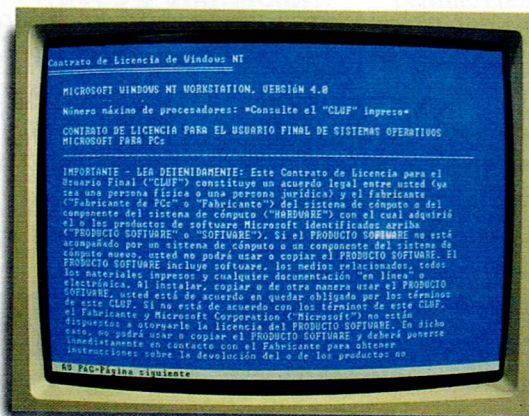 Contrato de Licencia de Windows NT
MICROSOFT WINDOWS NT WORKSTATION, VERSIóN 4.0
Número máximo de procesadores: *Consulte el "CLUF" impreso*
CONTRATO DE LICENCIA PARA EL USUARIO FINAL DE SISTEMAS OPERATIVOS
MICROSOFT PARA PCs
IMPORTANTE - LEA DETENIDAMENTE: Este Contrato de Licencia para el
Usuario Final ("CLUF") constituye un acuerdo legal entre usted (ya
sea una persona física o una persona jurídica) y el fabricante
("Fabricante de PCs" o "Fabricante") del sistema de cómputo o del
componente del sistema de cómputo ("HARDWARE") con el cual adquirió
el o los productos de software Microsoft identificados arriba
("PRODUCTO SOFTWARE" o "SOFTWARE"). Si el PRODUCTO SOFTWARE no está
acompañado por un sistema de cómputo o un componente del sistema de
cómputo nuevo, usted no podrá usar o copiar el PRODUCTO SOFTWARE. El
PRODUCTO SOFTWARE incluye software, los medios relacionados, todos
los materiales impresos y cualquier documentación "en línea" o
electrónica. Al instalar, copiar o de otra manera usar el PRODUCTO
SOFTWARE, usted está de acuerdo en quedar obligado por los términos
de este CLUF. Si no está de acuerdo con los términos de este CLUF,
el Fabricante y Microsoft Corporation ("Microsoft") no están
dispuestos a otorgarle la licencia del PRODUCTO SOFTWARE. En dicho
caso, no podrá usar o copiar el PRODUCTO SOFTWARE y deberá ponerse
inmediatamente en contacto con el Fabricante para obtener
instrucciones sobre la devolución del o de los productos no
AV PÁG=Página siguiente